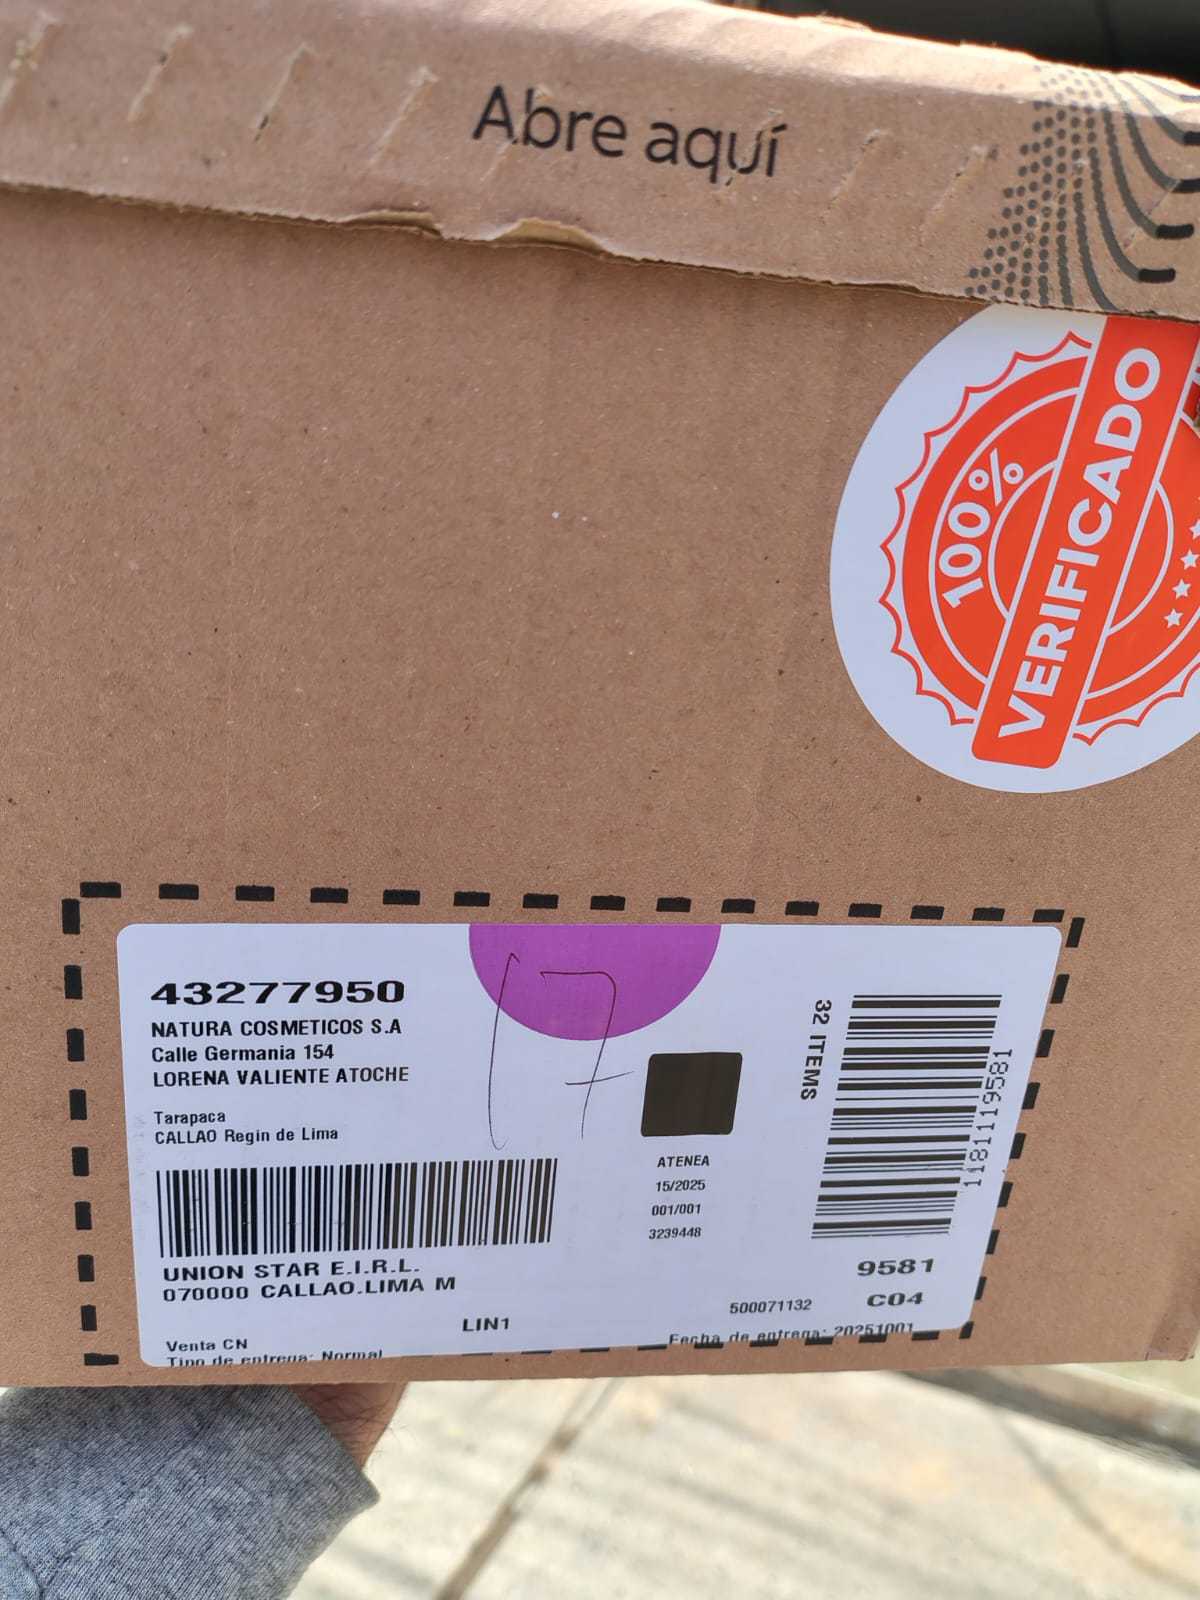 Abre aquí
100%
VERIFICADO
43277950
NATURA COSMETICOS S.A
Calle Germania 154
LORENA VALIENTE ATOCHE
Tarapaca
CALLAO Regin de Lima
17
32 ITEMS
1181119581
ATENEA
15/2025
001/001
3239448
UNION STAR E.I.R.L.
070000 CALLAO.LIMA M
9581
C04
500071132
LIN1
Venta CN
Fecha de entrega: 20251001
Tipo de entrega: Normal